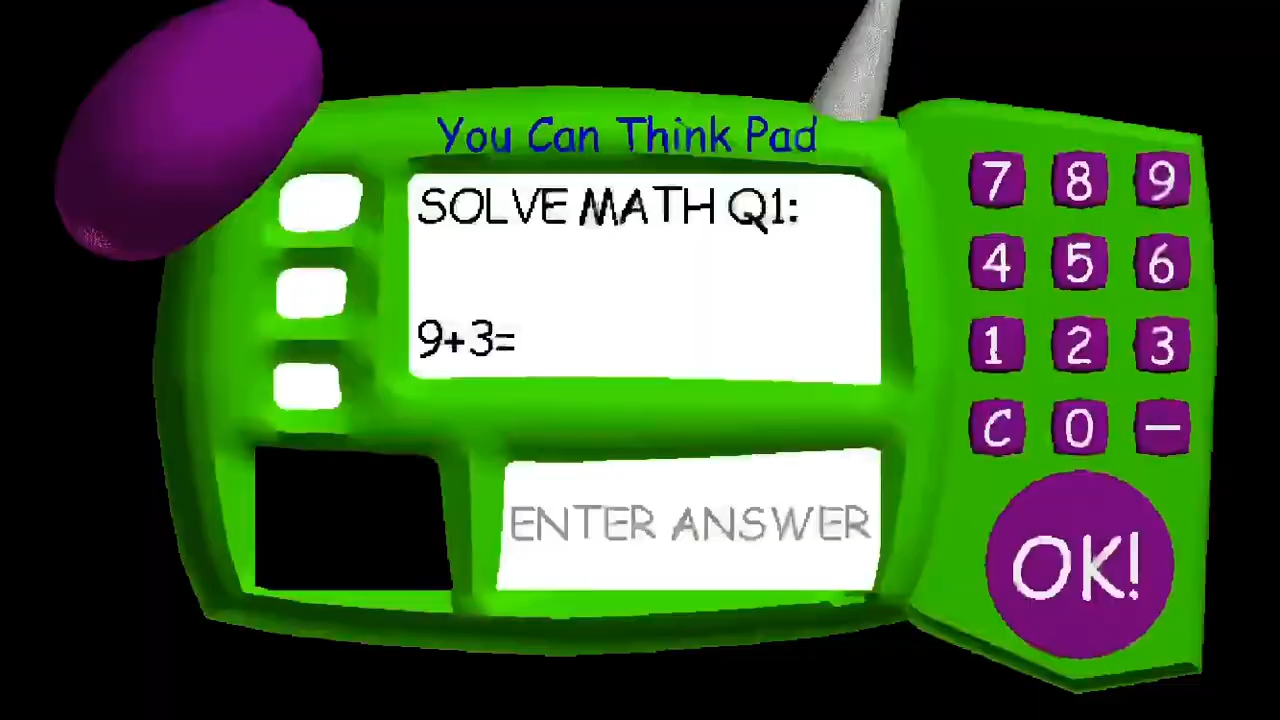 You Can Think Pad
SOLVE MATH Q1:
9+3=
ENTER ANSWER
7 8 9
4 5 6
1 2 3
C 0 —
OK!